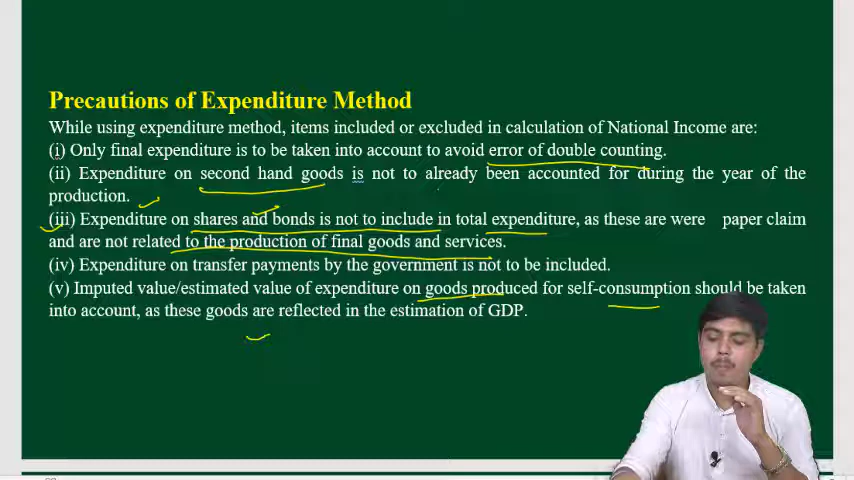 Precautions of Expenditure Method
While using expenditure method, items included or excluded in calculation of National Income are:
(i) Only final expenditure is to be taken into account to avoid error of double counting.
(ii) Expenditure on second hand goods is not to already been accounted for during the year of the
production.
(iii) Expenditure on shares and bonds is not to include in total expenditure, as these are were paper claim
and are not related to the production of final goods and services.
(iv) Expenditure on transfer payments by the government is not to be included.
(v) Imputed value/estimated value of expenditure on goods produced for self-consumption should be taken
into account, as these goods are reflected in the estimation of GDP.